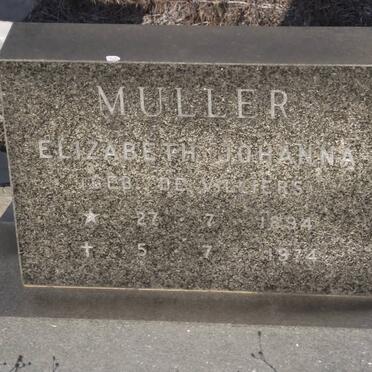 MULLER
ELIZABETH JOHANNA
(GEB. DE VILLIERS)
★ 27 · 7 · 1894
✝ 5 · 7 · 1974